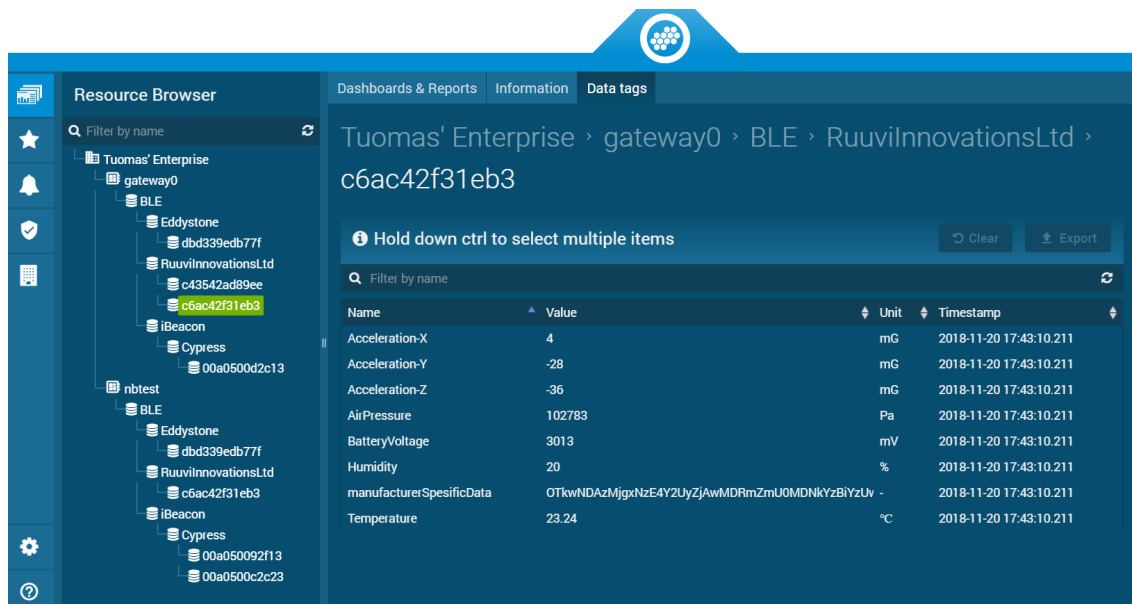 Resource Browser
Filter by name
Tuomas' Enterprise
gateway0
BLE
Eddystone
dbd339edb77f
RuuviInnovationsLtd
c43542ad89ee
c6ac42f31eb3
iBeacon
Cypress
00a0500d2c13
nbtest
BLE
Eddystone
dbd339edb77f
RuuviInnovationsLtd
c6ac42f31eb3
iBeacon
Cypress
00a050092f13
00a0500c2c23
Dashboards & Reports Information Data tags
Tuomas' Enterprise › gateway0 › BLE › RuuviInnovationsLtd ›
c6ac42f31eb3
Hold down ctrl to select multiple items Clear Export
Filter by name
Name Value Unit Timestamp
Acceleration-X 4 mG 2018-11-20 17:43:10.211
Acceleration-Y -28 mG 2018-11-20 17:43:10.211
Acceleration-Z -36 mG 2018-11-20 17:43:10.211
AirPressure 102783 Pa 2018-11-20 17:43:10.211
BatteryVoltage 3013 mV 2018-11-20 17:43:10.211
Humidity 20 % 2018-11-20 17:43:10.211
manufacturerSpesificData OTkwNDAzMjgxNzE4Y2UyZjAwMDRmZmU0MDNkYzBiYzUv - 2018-11-20 17:43:10.211
Temperature 23.24 °C 2018-11-20 17:43:10.211